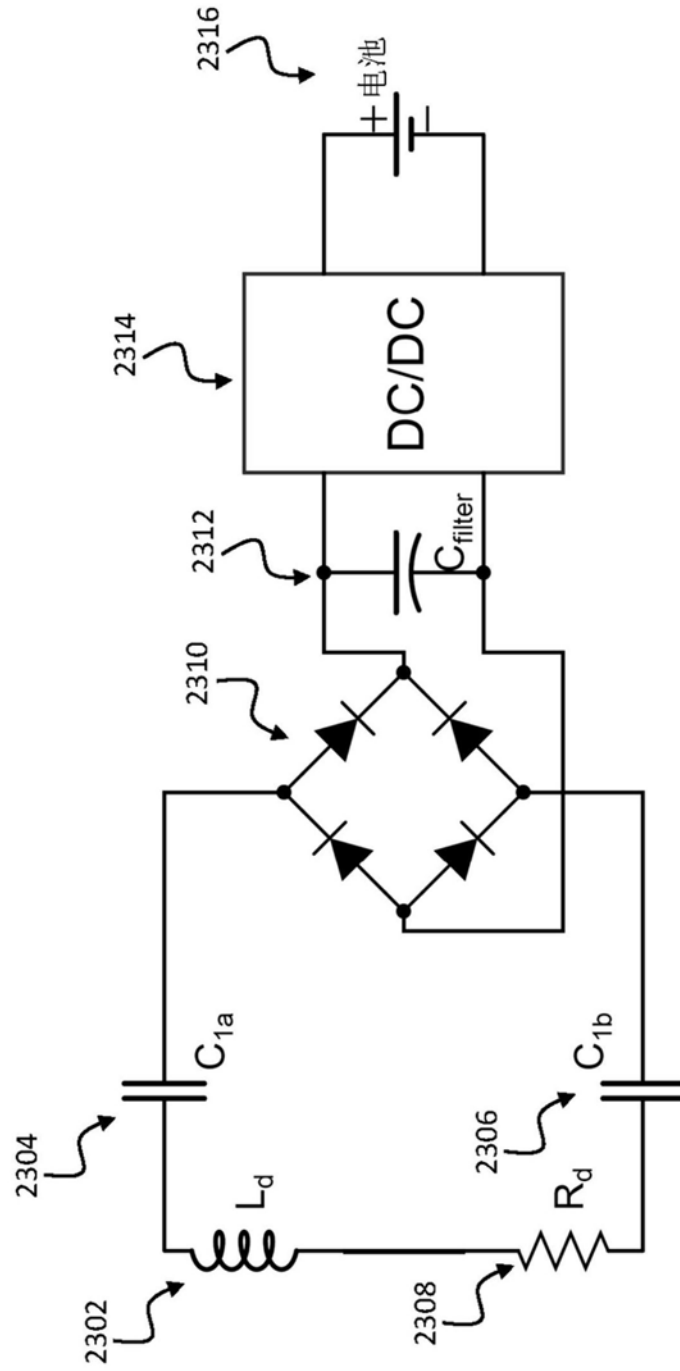 2302
L_d
2304
C_1a
2306
C_1b
2308
R_d
2310
2312
C_filter
2314
DC/DC
2316
+
电池
−